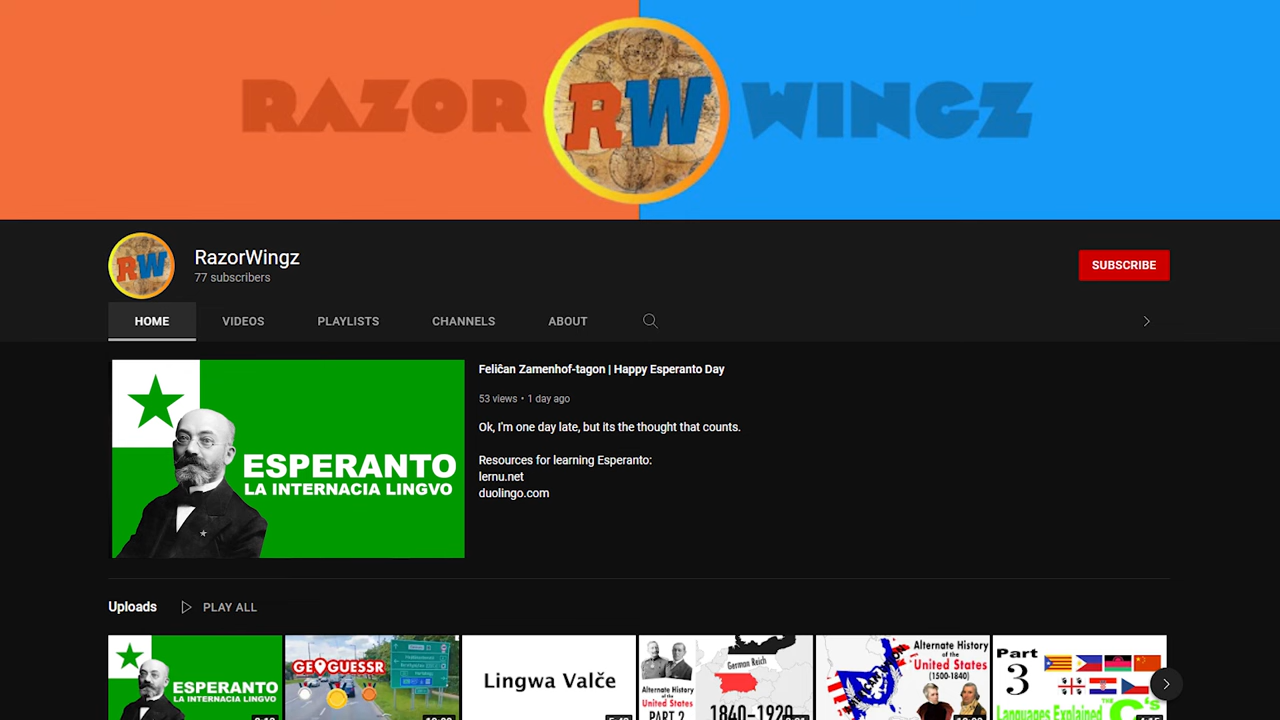 RAZOR RW WINGZ
RW
RazorWingz
77 subscribers
SUBSCRIBE
HOME VIDEOS PLAYLISTS CHANNELS ABOUT
Feliĉan Zamenhof-tagon | Happy Esperanto Day
53 views • 1 day ago
Ok, I'm one day late, but its the thought that counts.
ESPERANTO
LA INTERNACIA LINGVO
Resources for learning Esperanto:
lernu.net
duolingo.com
Uploads PLAY ALL
ESPERANTO
LA INTERNACIA LINGVO
GEOGUESSR
Lingwa Valče
German Reich
Alternate History
of the
PART 2
1840-1920
Alternate History
of the
United States
(1500-1840)
Part
3
Languages Explained
THE
C's